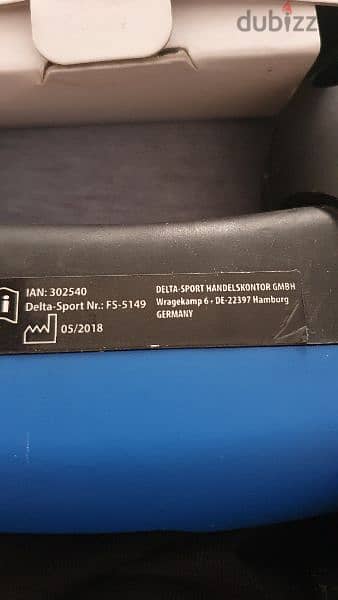 dubizz
IAN: 302540
Delta-Sport Nr.: FS-5149
05/2018
DELTA-SPORT HANDELSKONTOR GMBH
Wragekamp 6 • DE-22397 Hamburg
GERMANY